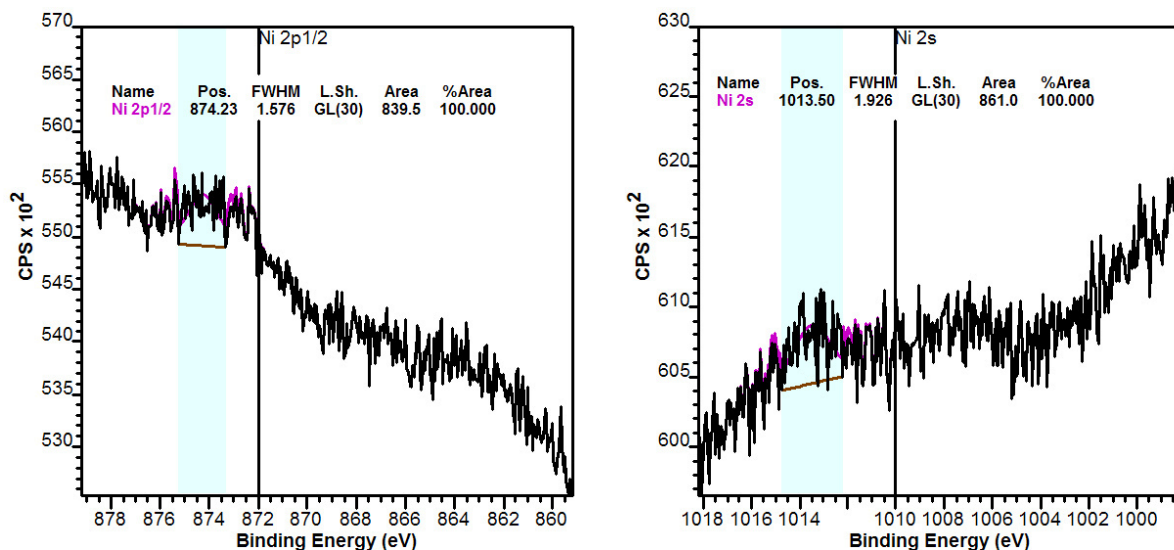 570
565
560
555
550
545
540
535
530
CPS x 10²
Ni 2p1/2
Name Pos. FWHM L.Sh. Area %Area
Ni 2p1/2 874.23 1.576 GL(30) 839.5 100.000
878 876 874 872 870 868 866 864 862 860
Binding Energy (eV)
630
625
620
615
610
605
600
CPS x 10²
Ni 2s
Name Pos. FWHM L.Sh. Area %Area
Ni 2s 1013.50 1.926 GL(30) 861.0 100.000
1018 1016 1014 1010 1008 1006 1004 1002 1000
Binding Energy (eV)